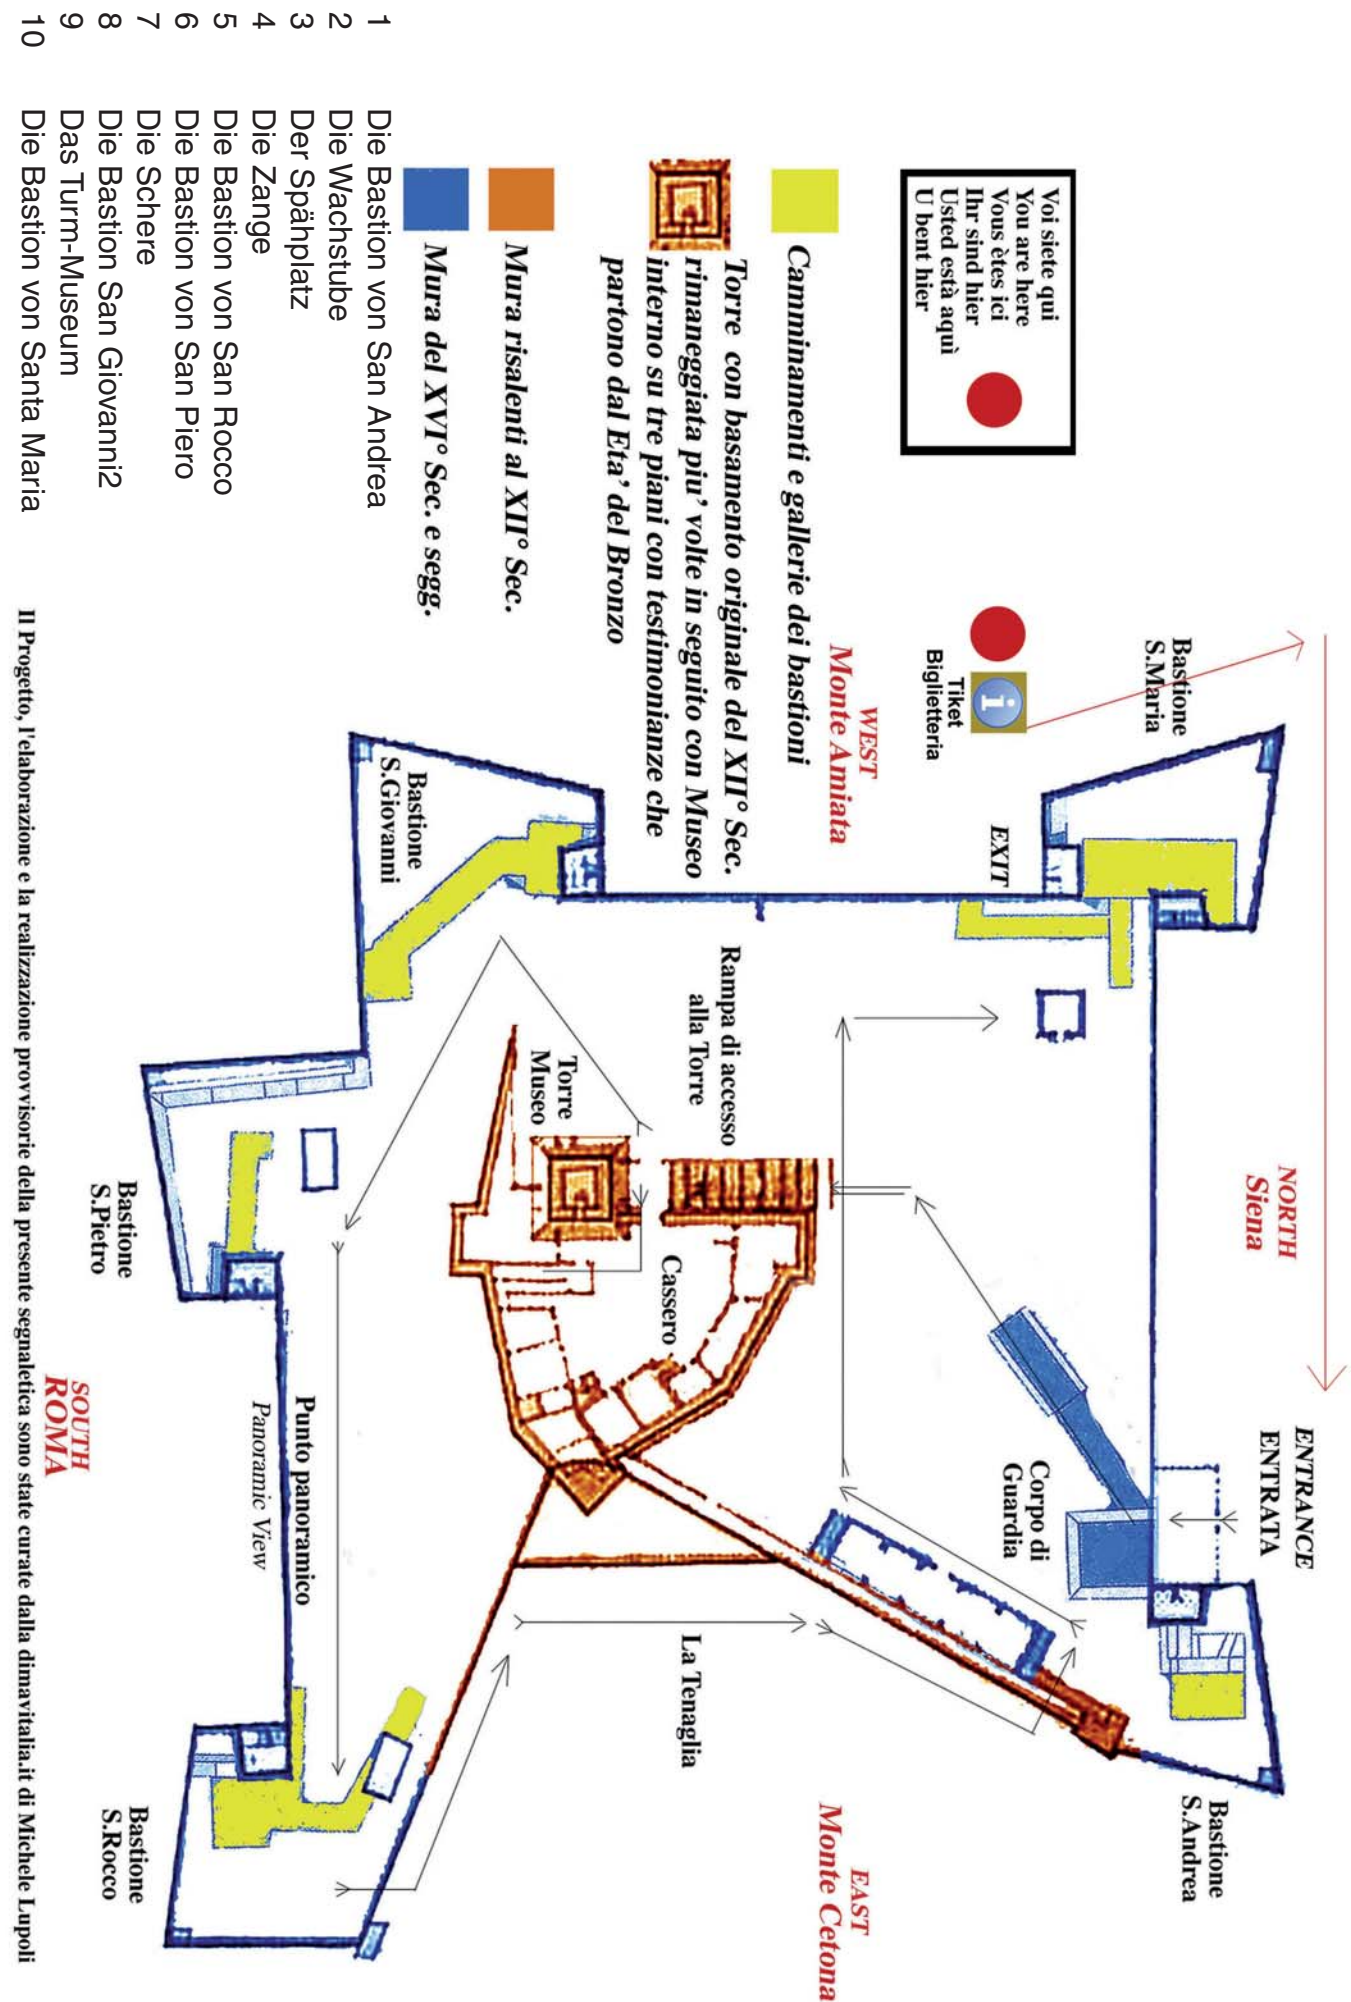 Voi siete qui
You are here
Vous ètes ici
Ihr sind hier
Usted està aquì
U bent hier
Tiket
Biglietteria
Bastione
S.Maria
NORTH
Siena
ENTRANCE
ENTRATA
Bastione
S.Andrea
EXIT
Corpo di
Guardia
WEST
Monte Amiata
EAST
Monte Cetona
Camminamenti e gallerie dei bastioni
Torre con basamento originale del XII° Sec.
rimaneggiata piu' volte in seguito con Museo
interno su tre piani con testimonianze che
partono dal Eta' del Bronzo
Mura risalenti al XII° Sec.
Mura del XVI° Sec. e segg.
Rampa di accesso
alla Torre
Cassero
La Tenaglia
Torre
Museo
Bastione
S.Giovanni
Punto panoramico
Panoramic View
Bastione
S.Pietro
Bastione
S.Rocco
SOUTH
ROMA
1 Die Bastion von San Andrea
2 Die Wachstube
3 Der Spähplatz
4 Die Zange
5 Die Bastion von San Rocco
6 Die Bastion von San Piero
7 Die Schere
8 Die Bastion San Giovanni2
9 Das Turm-Museum
10 Die Bastion von Santa Maria
Il Progetto, l'elaborazione e la realizzazione provvisorie della presente segnaletica sono state curate dalla dimavitalia.it di Michele Lupoli